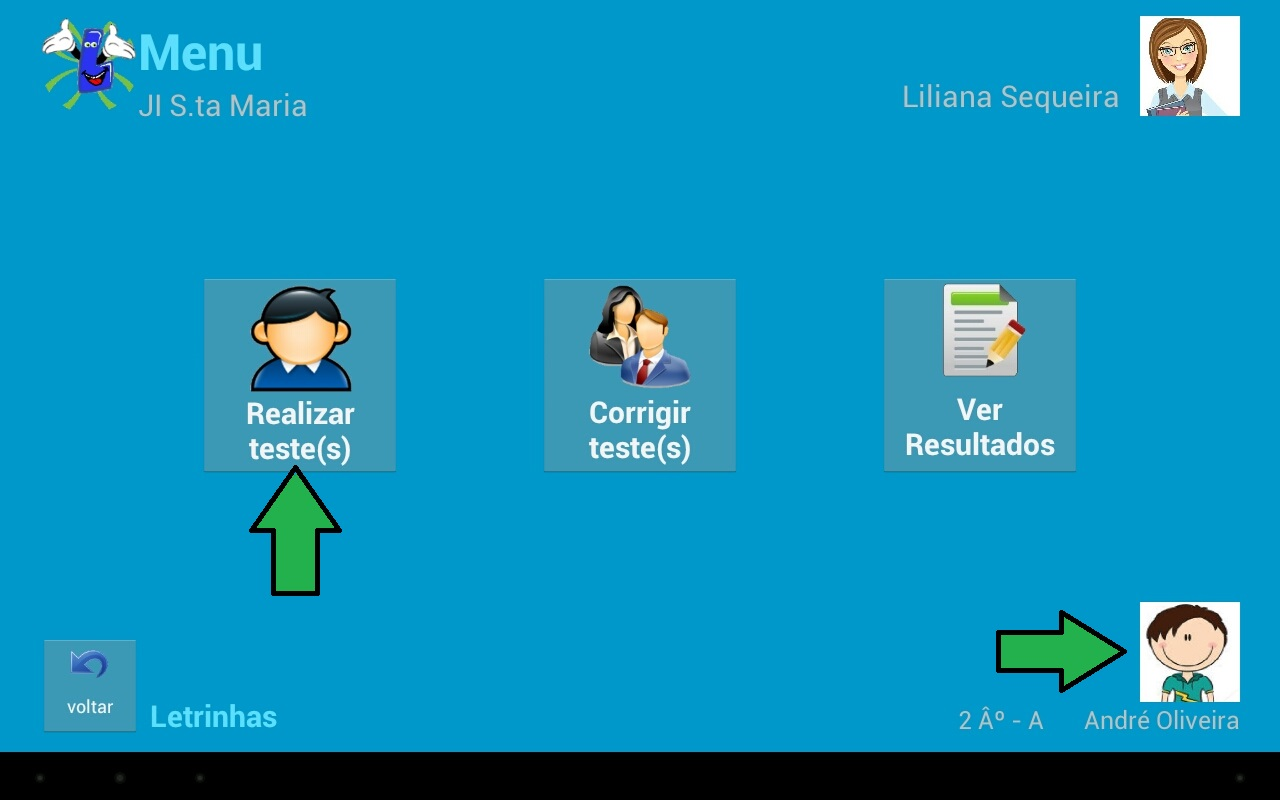 Menu
JI S.ta Maria
Liliana Sequeira
Realizar
teste(s)
Corrigir
teste(s)
Ver
Resultados
voltar
Letrinhas
2 Âº - A
André Oliveira